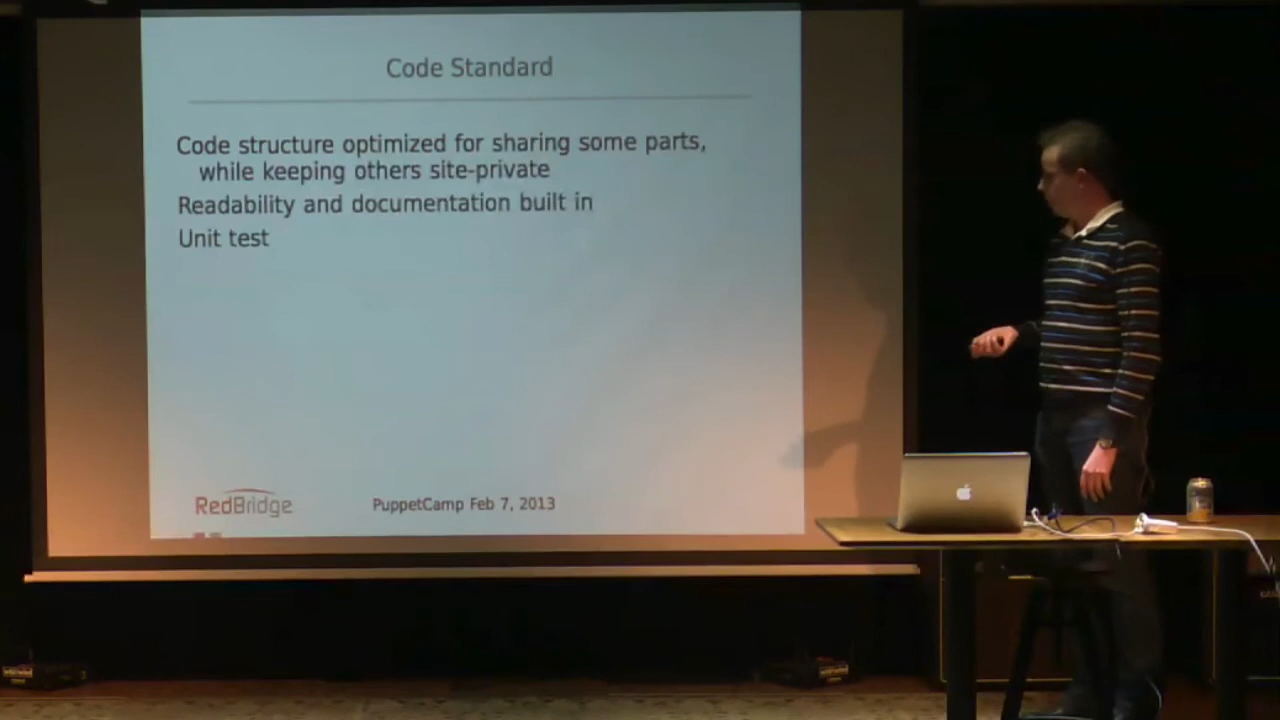 Code Standard
Code structure optimized for sharing some parts,
while keeping others site-private
Readability and documentation built in
Unit test
RedBridge
PuppetCamp Feb 7, 2013